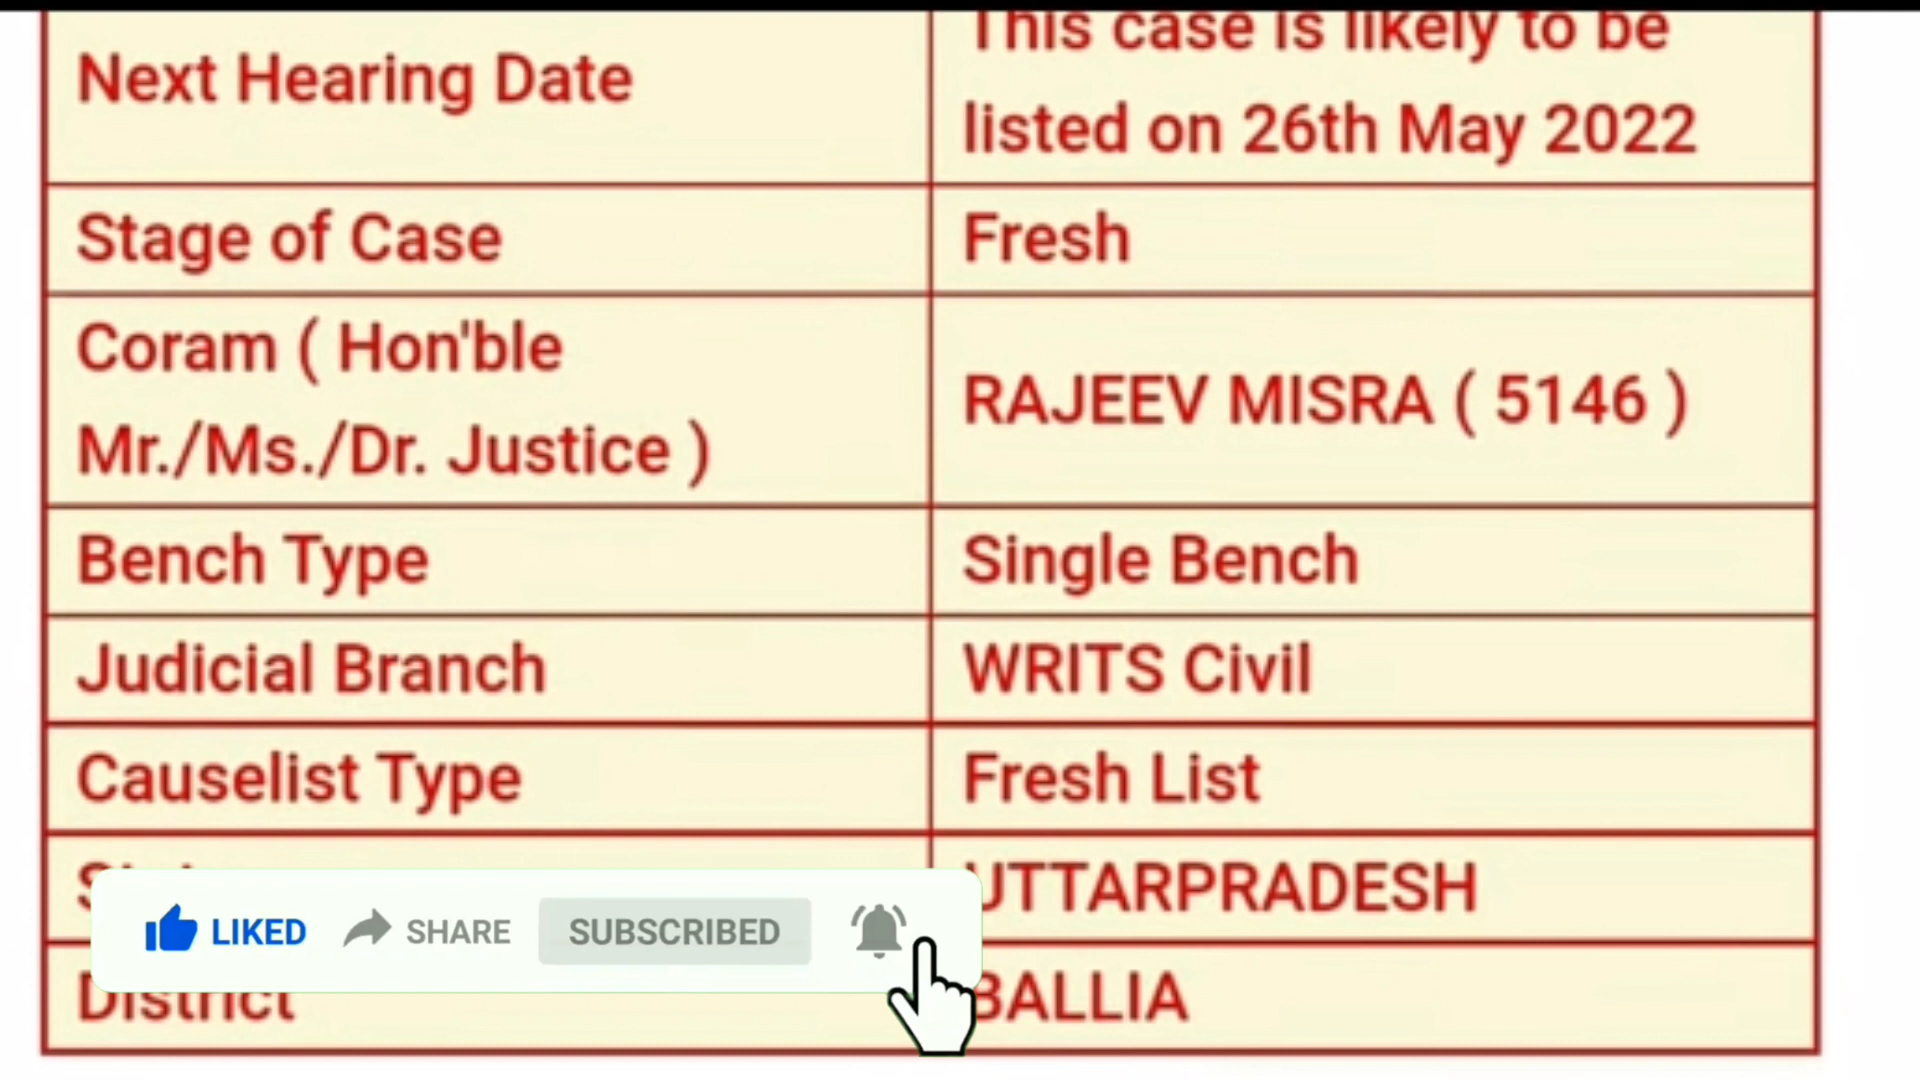 This case is likely to be
Next Hearing Date
listed on 26th May 2022
Stage of Case
Fresh
Coram ( Hon'ble
Mr./Ms./Dr. Justice )
RAJEEV MISRA ( 5146 )
Bench Type
Single Bench
Judicial Branch
WRITS Civil
Causelist Type
Fresh List
UTTARPRADESH
LIKED
SHARE
SUBSCRIBED
District
BALLIA